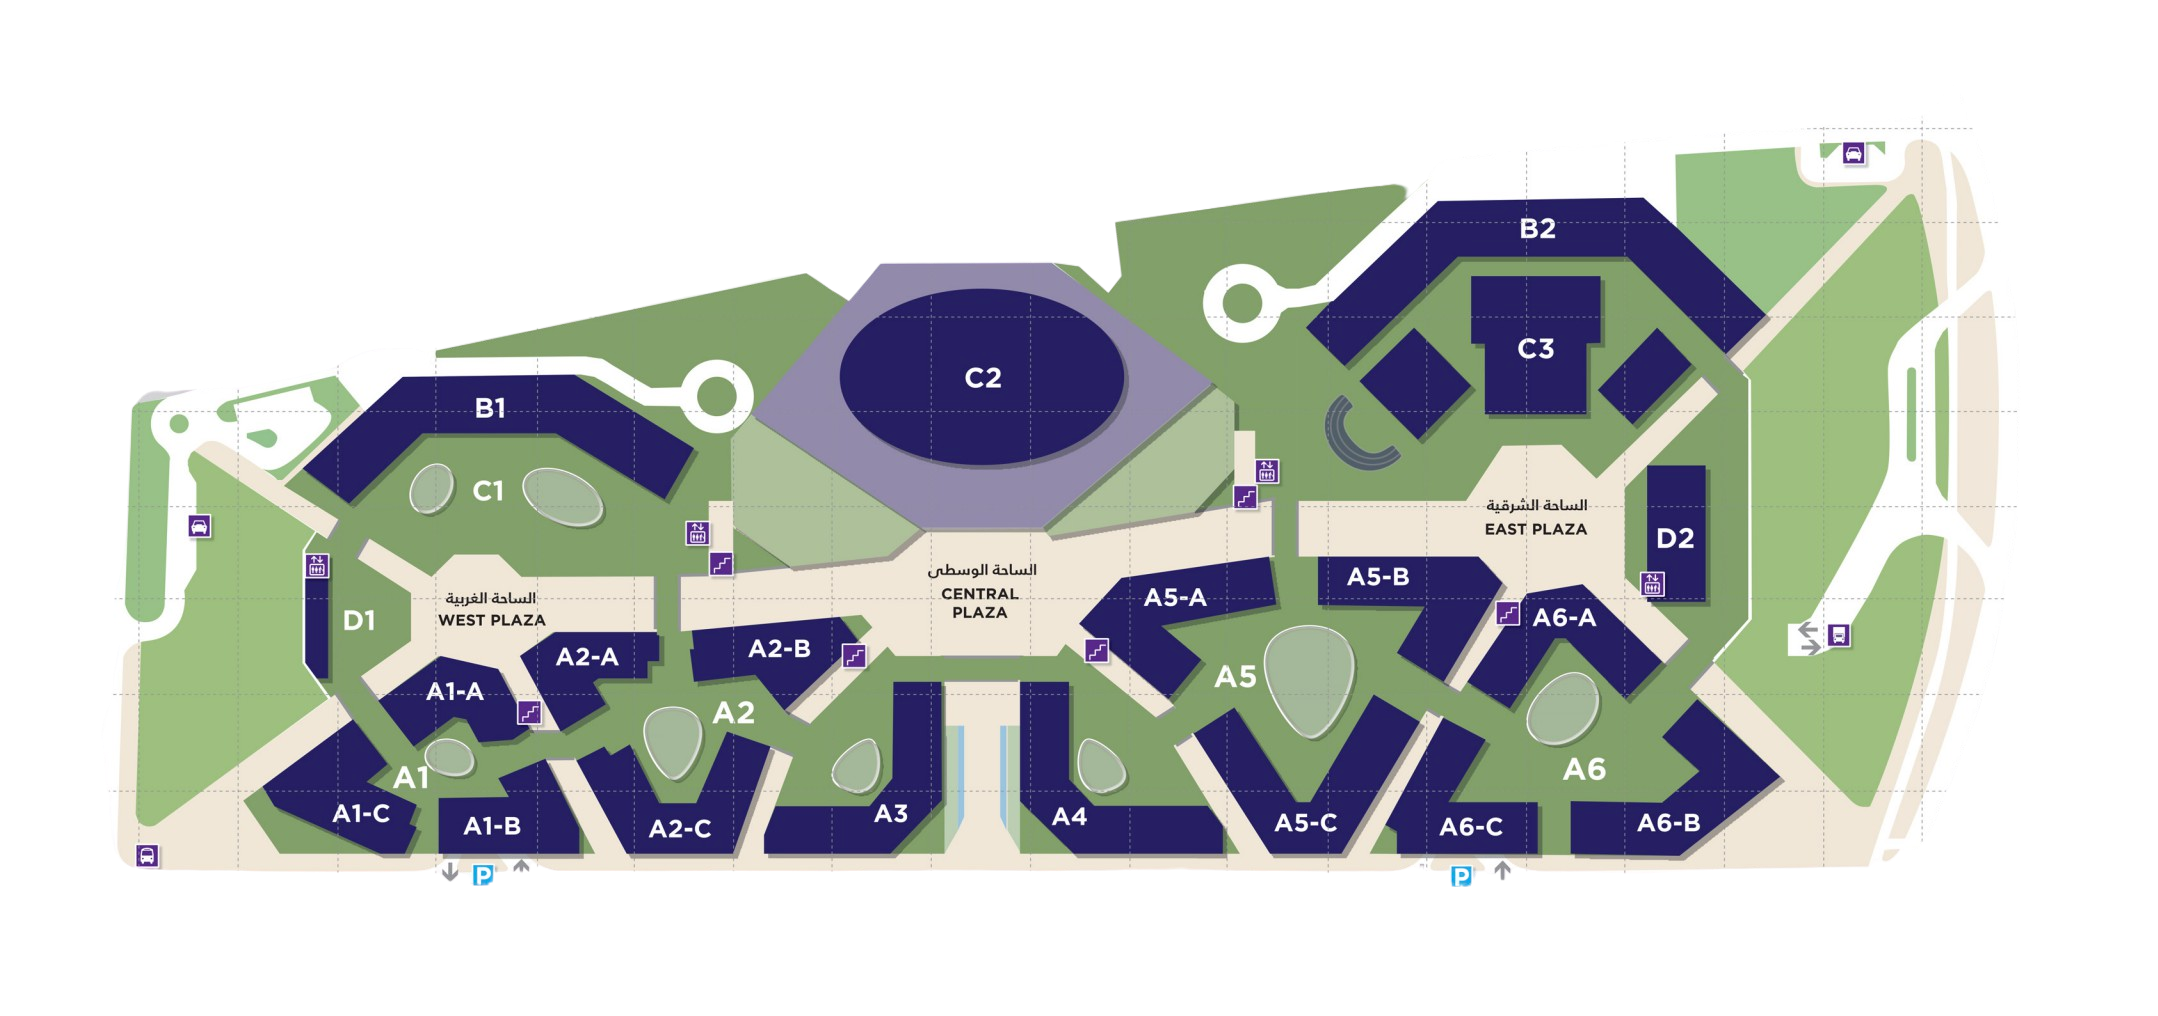 B2
C3
C2
B1
C1
الساحة الشرقية
EAST PLAZA
D2
الساحة الوسطى
CENTRAL
PLAZA
A5-B
A5-A
الساحة الغربية
WEST PLAZA
D1
A6-A
A2-B
A2-A
A5
A1-A
A2
A6
A1
A1-C
A1-B
A2-C
A3
A4
A5-C
A6-C
A6-B
P
P